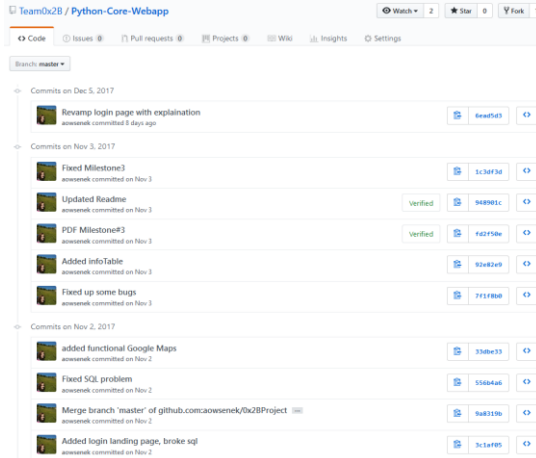 Team0x2B / Python-Core-Webapp
Watch 2 Star 0 Fork
Code Issues 0 Pull requests 0 Projects 0 Wiki Insights Settings
Branch: master
Commits on Dec 5, 2017
Revamp login page with explaination
aowsenek committed 8 days ago
6ead5d3
Commits on Nov 3, 2017
Fixed Milestone3
aowsenek committed on Nov 3
1c3df3d
Updated Readme
aowsenek committed on Nov 3
Verified 948901c
PDF Milestone#3
aowsenek committed on Nov 3
Verified fd2f50e
Added infoTable
aowsenek committed on Nov 3
92e82e9
Fixed up some bugs
aowsenek committed on Nov 3
7f1f8b0
Commits on Nov 2, 2017
added functional Google Maps
aowsenek committed on Nov 2
33dbe33
Fixed SQL problem
aowsenek committed on Nov 2
556b4a6
Merge branch 'master' of github.com:aowsenek/0x2BProject
aowsenek committed on Nov 2
9a8319b
Added login landing page, broke sql
aowsenek committed on Nov 2
3c1af05